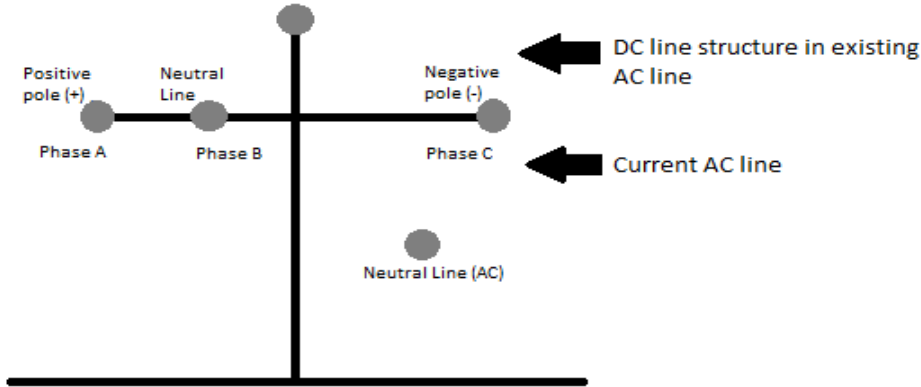 Positive
pole (+)
Neutral
Line
Negative
pole (-)
DC line structure in existing
AC line
Phase A
Phase B
Phase C
Current AC line
Neutral Line (AC)